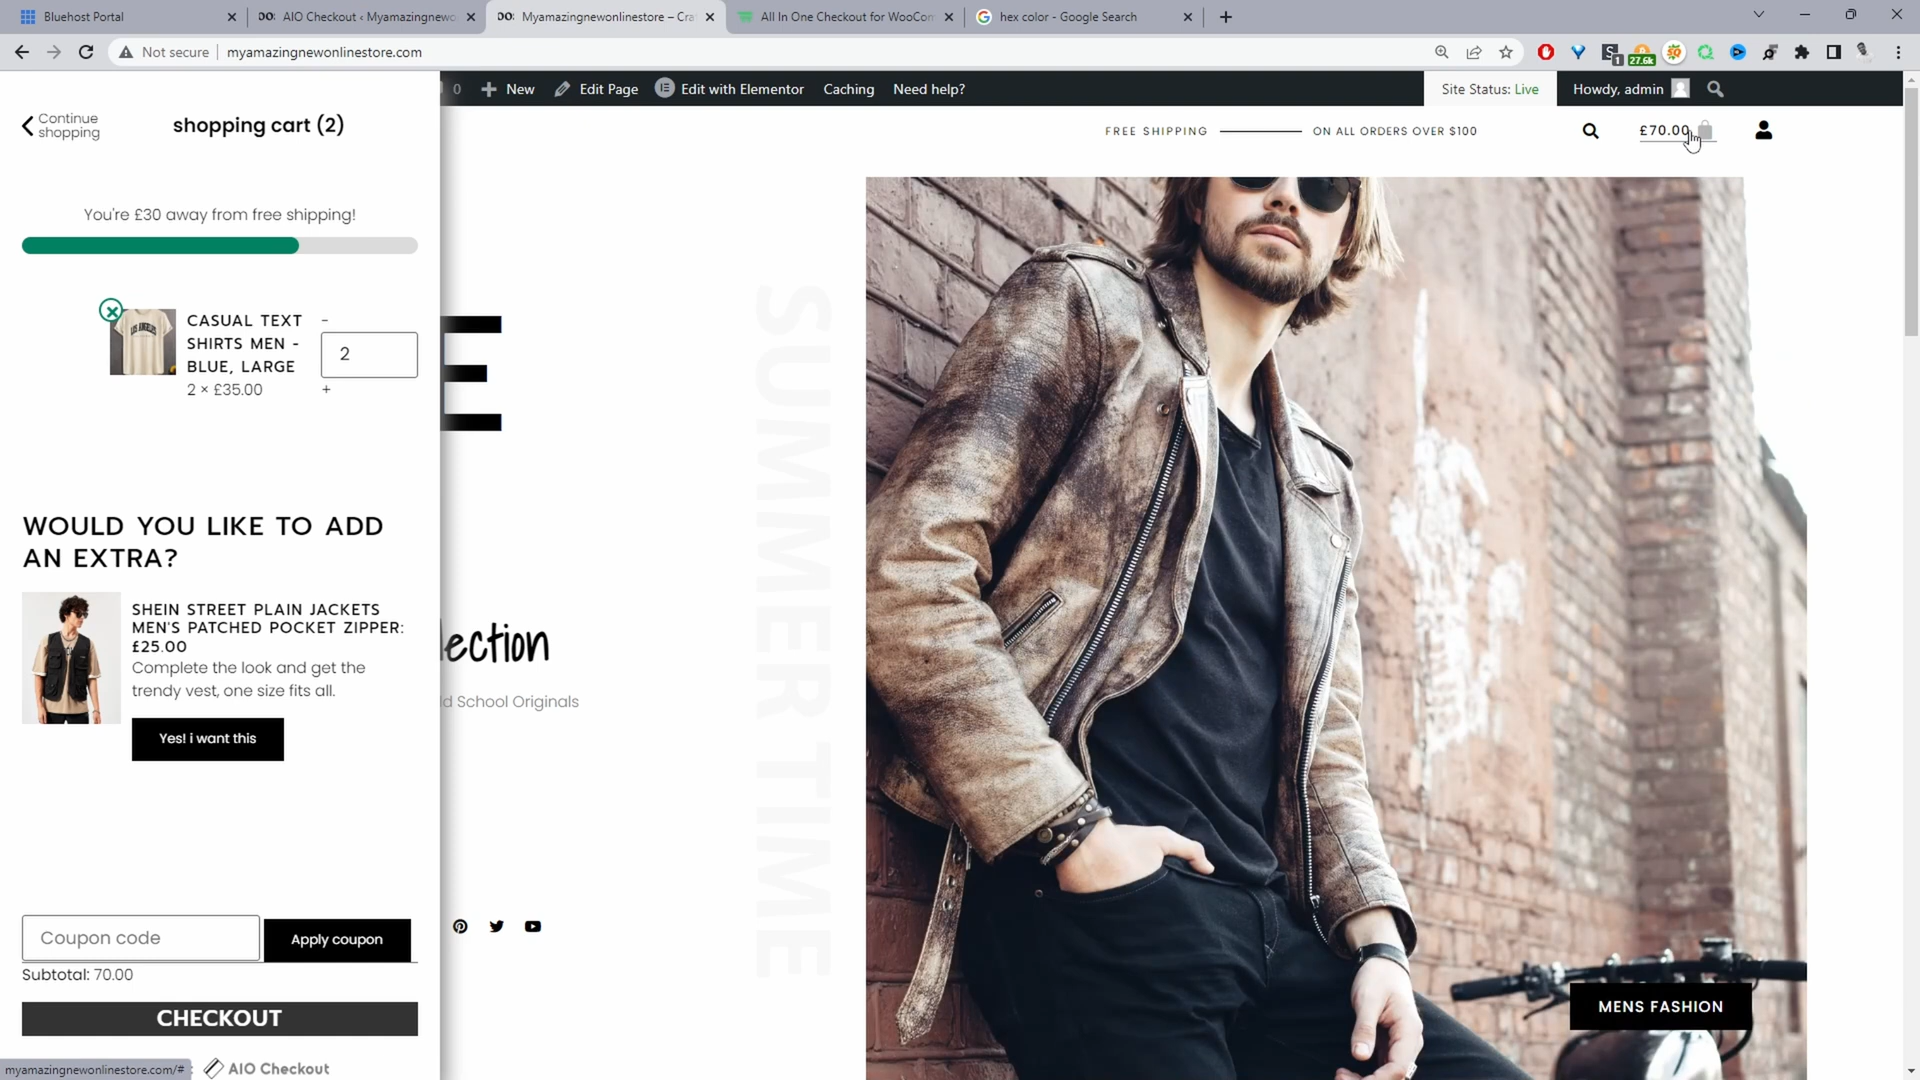 Bluehost Portal
AIO Checkout ‹ Myamazingnewo
Myamazingnewonlinestore – Cra
All In One Checkout for WooCom
hex color - Google Search
Not secure
myamazingnewonlinestore.com
1
27.6k
0
New
Edit Page
Edit with Elementor
Caching
Need help?
Site Status: Live
Howdy, admin
Continue shopping
shopping cart (2)
FREE SHIPPING
ON ALL ORDERS OVER $100
£70.00
You're £30 away from free shipping!
LOS ANGELES
CASUAL TEXT
SHIRTS MEN -
BLUE, LARGE
2 × £35.00
-
2
+
E
SUMMER TIME
WOULD YOU LIKE TO ADD
AN EXTRA?
SHEIN STREET PLAIN JACKETS
MEN'S PATCHED POCKET ZIPPER:
£25.00
Complete the look and get the
trendy vest, one size fits all.
Yes! i want this
lection
ld School Originals
Coupon code
Apply coupon
Subtotal: 70.00
CHECKOUT
MENS FASHION
myamazingnewonlinestore.com/#
AIO Checkout